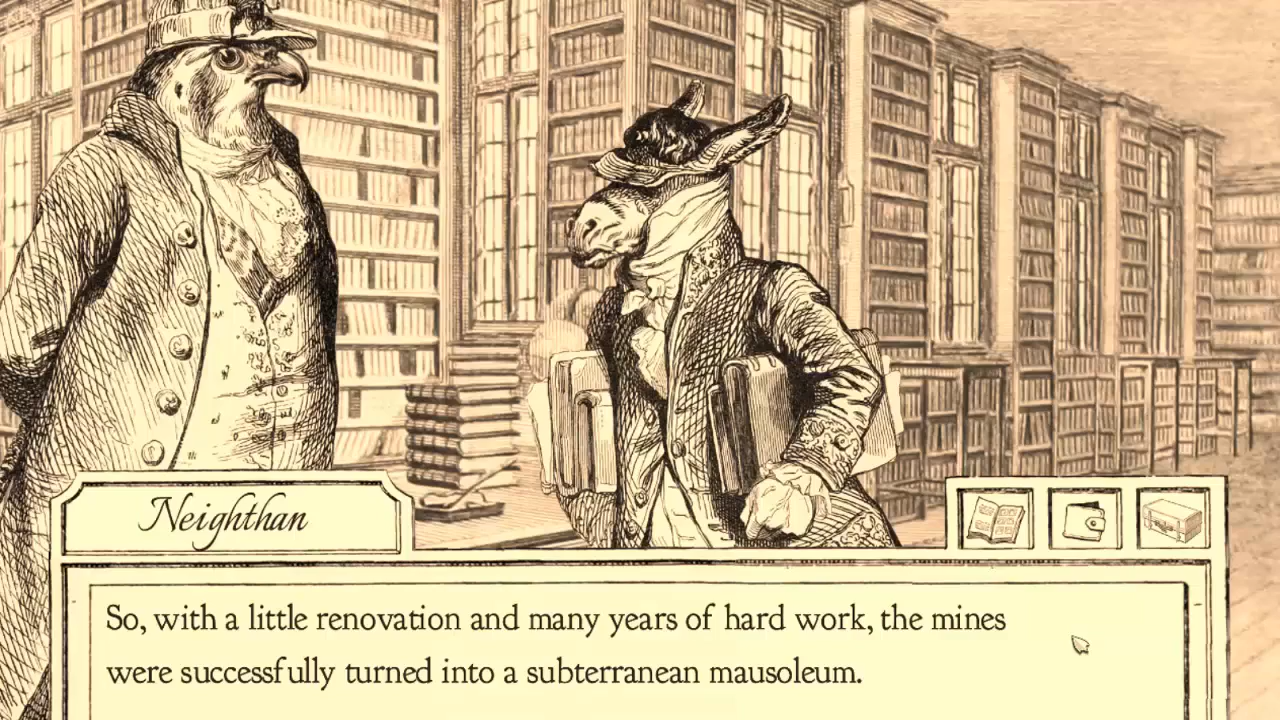 Neighthan
So, with a little renovation and many years of hard work, the mines
were successfully turned into a subterranean mausoleum.